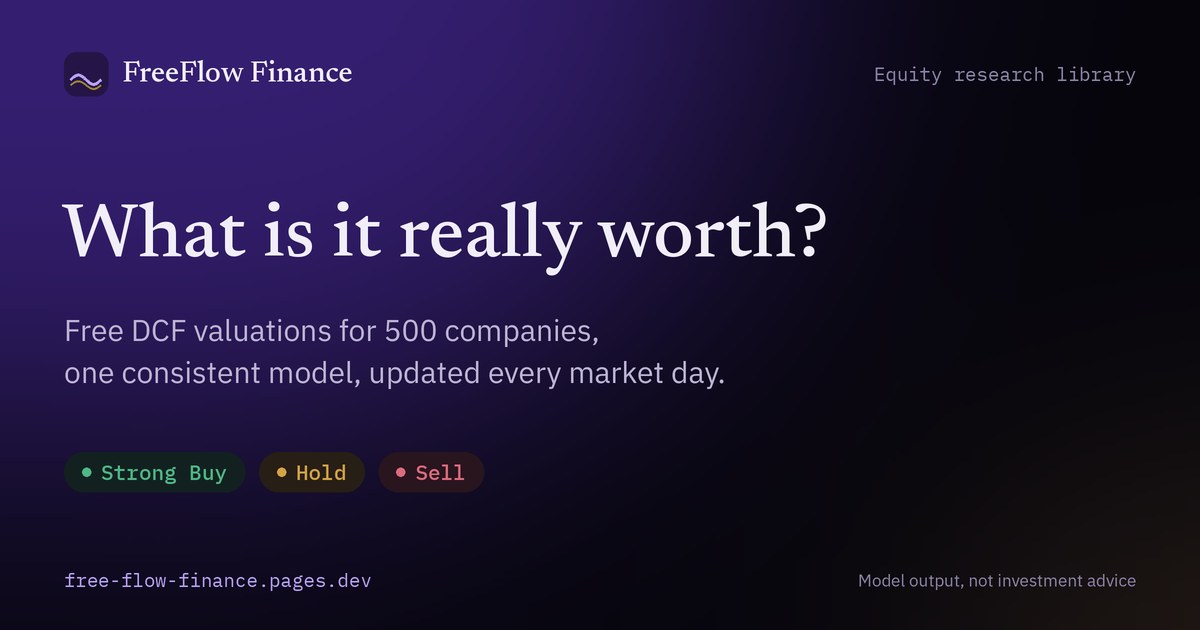 FreeFlow Finance
Equity research library
What is it really worth?
Free DCF valuations for 500 companies,
one consistent model, updated every market day.
Strong Buy
Hold
Sell
free-flow-finance.pages.dev
Model output, not investment advice